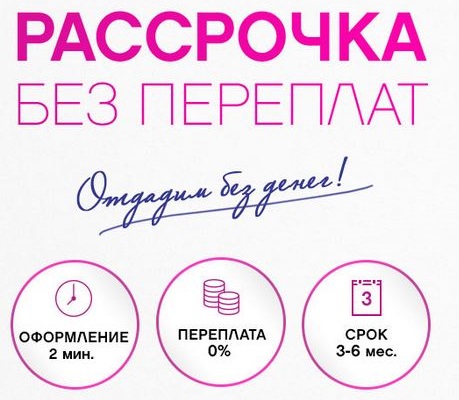 РАССРОЧКА
БЕЗ ПЕРЕПЛАТ
Отдадим без денег!
ОФОРМЛЕНИЕ
2 мин.
ПЕРЕПЛАТА
0%
3
СРОК
3-6 мес.